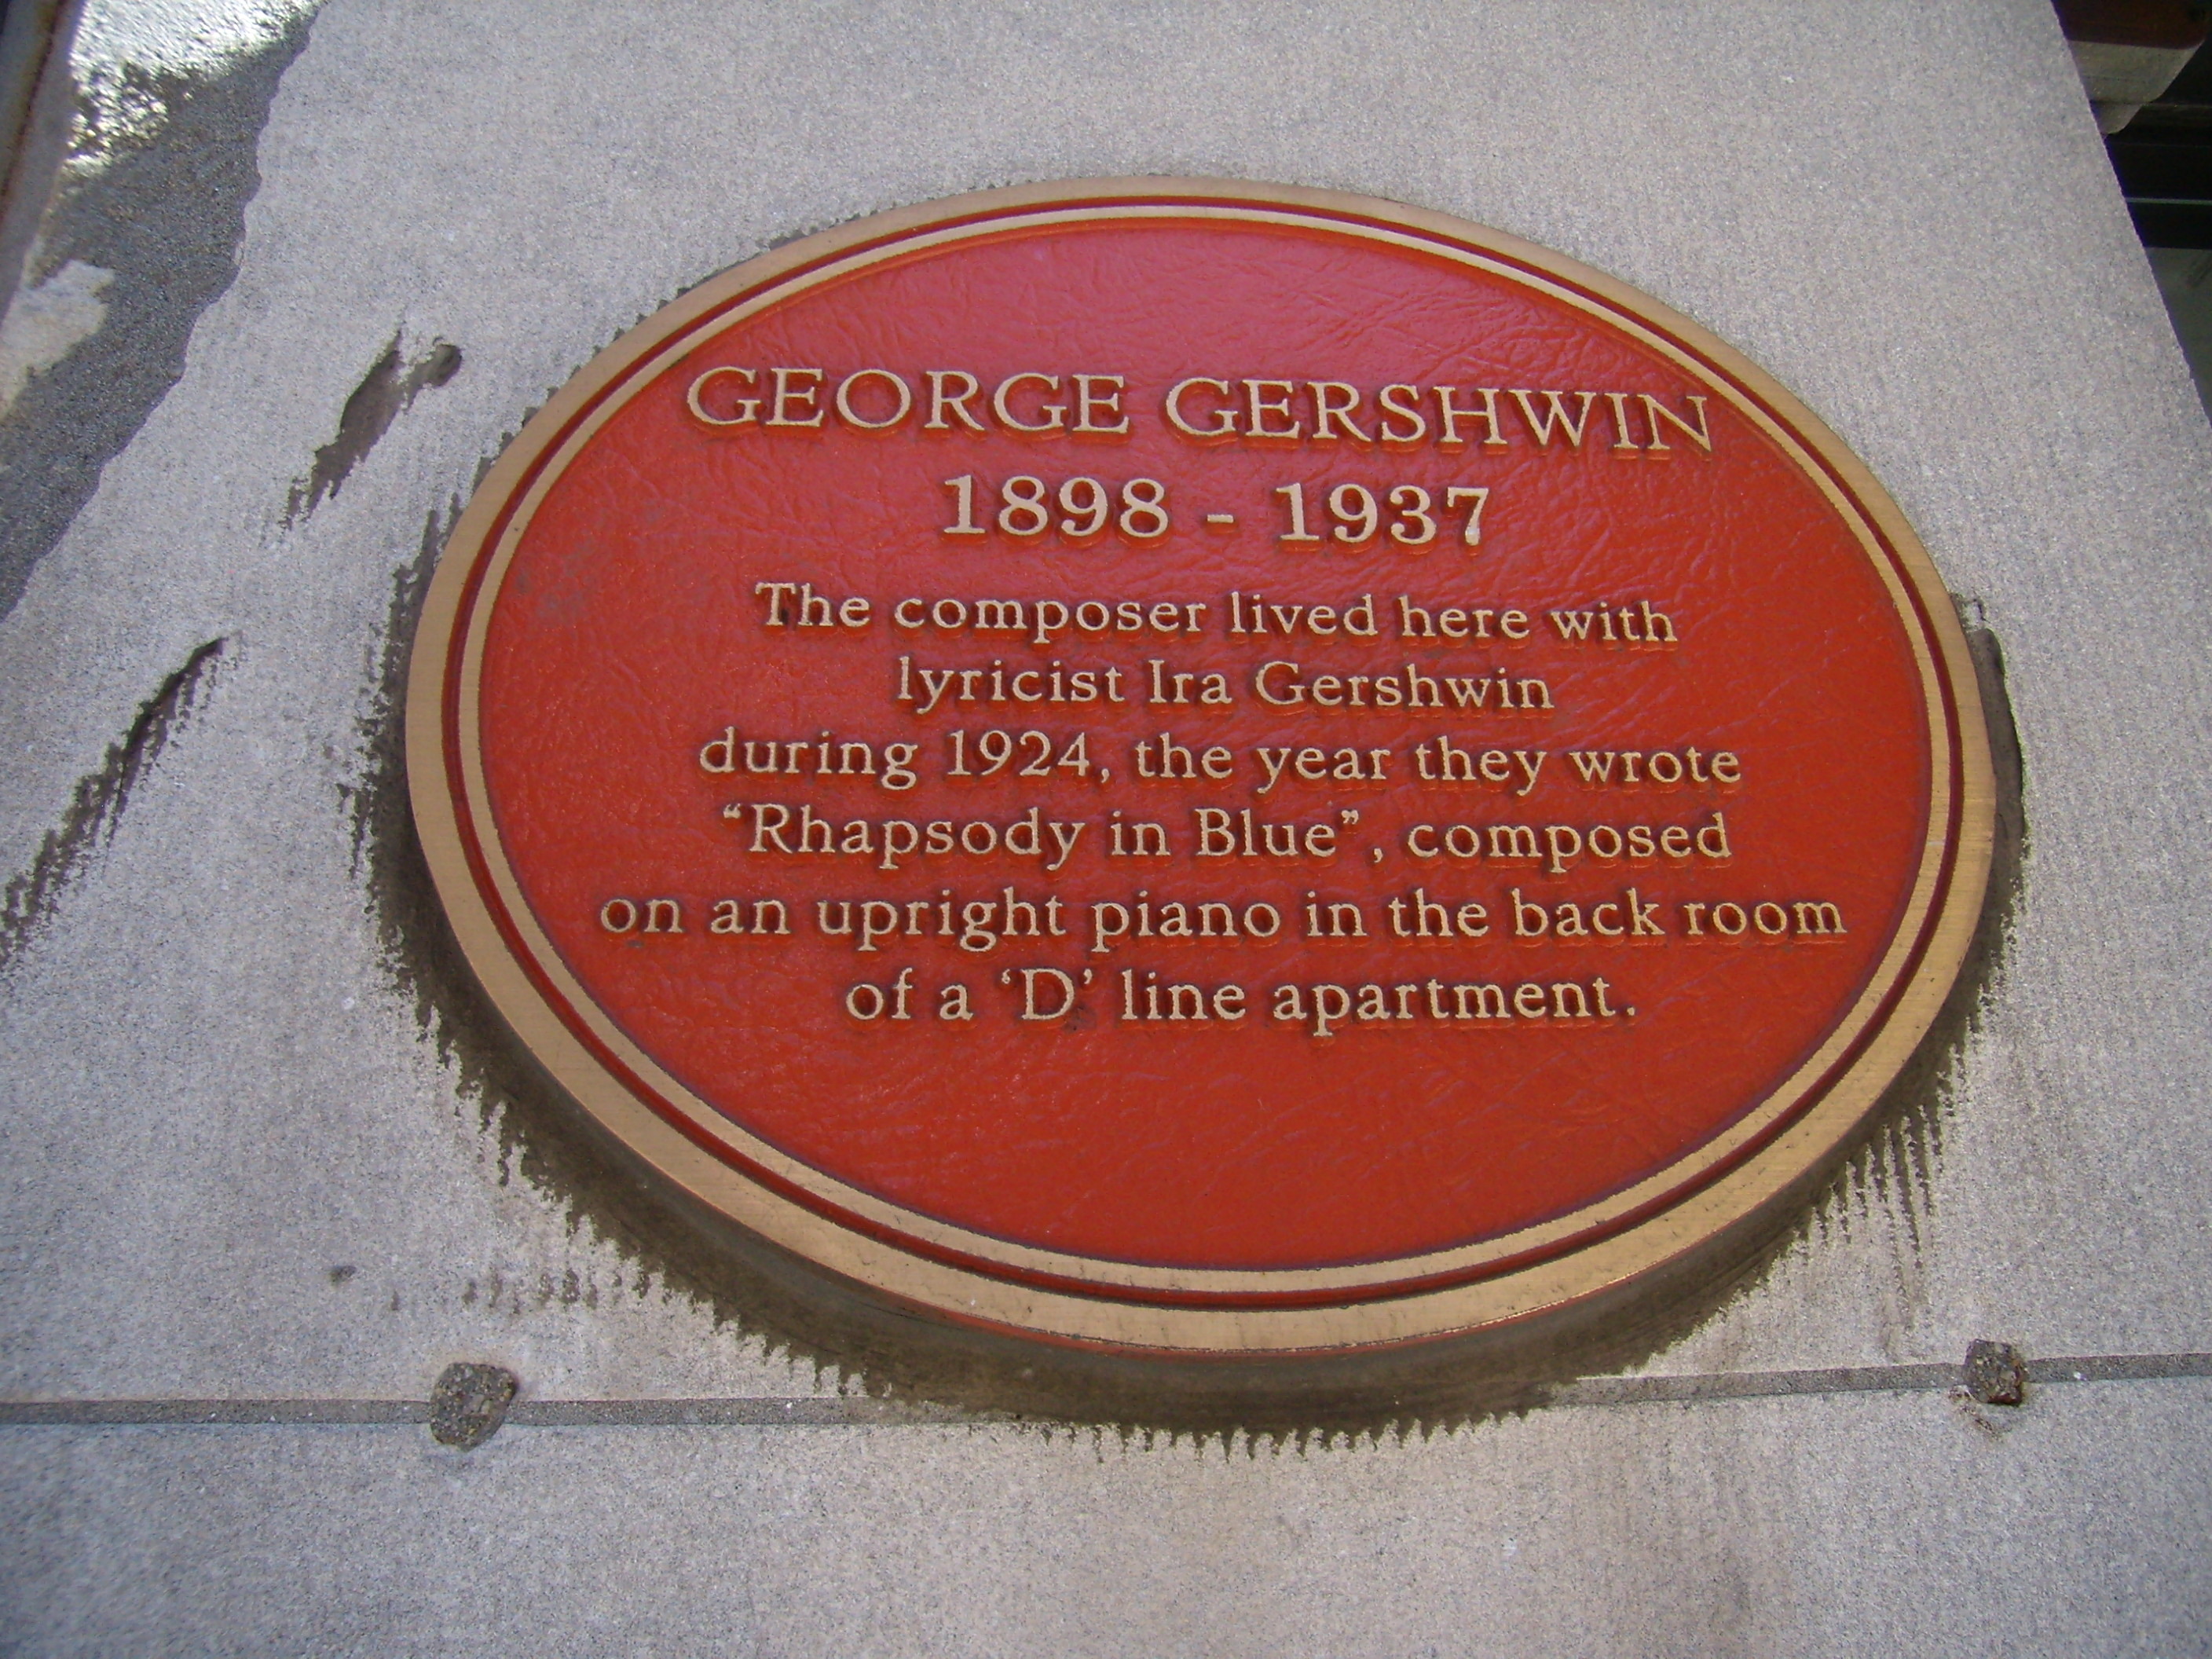 GEORGE GERSHWIN
1898 - 1937
The composer lived here with
lyricist Ira Gershwin
during 1924, the year they wrote
“Rhapsody in Blue”, composed
on an upright piano in the back room
of a ‘D’ line apartment.